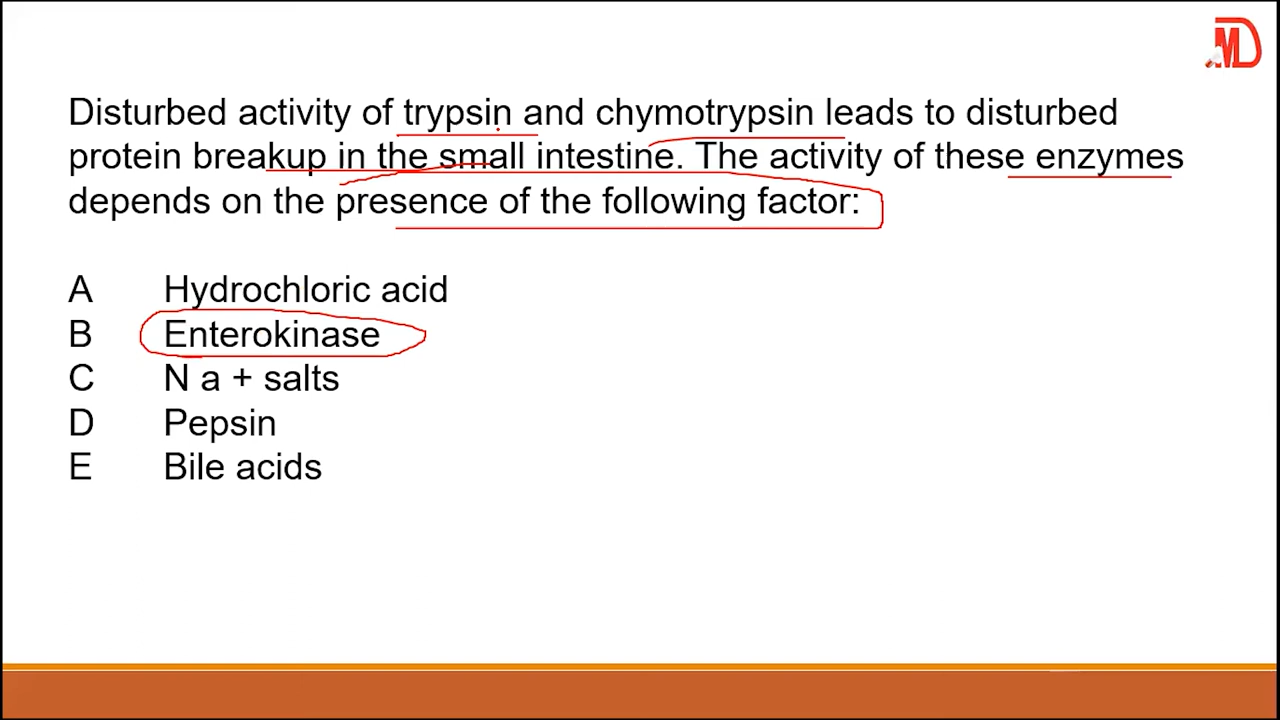 MD
Disturbed activity of trypsin and chymotrypsin leads to disturbed
protein breakup in the small intestine. The activity of these enzymes
depends on the presence of the following factor:
A Hydrochloric acid
B Enterokinase
C N a + salts
D Pepsin
E Bile acids